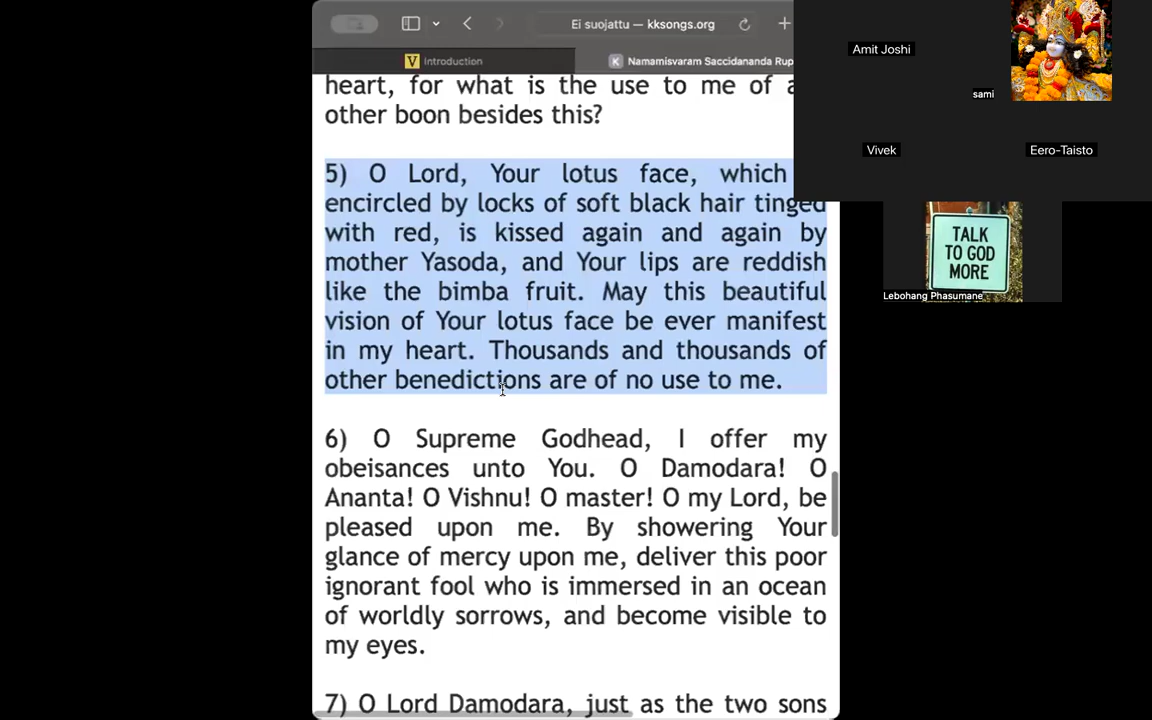 Ei suojattu — kksongs.org
V Introduction
K Namamisvaram Saccidananda Rup
heart, for what is the use to me of a
other boon besides this?
5) O Lord, Your lotus face, which
encircled by locks of soft black hair tinged
with red, is kissed again and again by
mother Yasoda, and Your lips are reddish
like the bimba fruit. May this beautiful
vision of Your lotus face be ever manifest
in my heart. Thousands and thousands of
other benedictions are of no use to me.
6) O Supreme Godhead, I offer my
obeisances unto You. O Damodara! O
Ananta! O Vishnu! O master! O my Lord, be
pleased upon me. By showering Your
glance of mercy upon me, deliver this poor
ignorant fool who is immersed in an ocean
of worldly sorrows, and become visible to
my eyes.
7) O Lord Damodara, just as the two sons
Amit Joshi
sami
Vivek
Eero-Taisto
TALK
TO GOD
MORE
Lebohang Phasumane